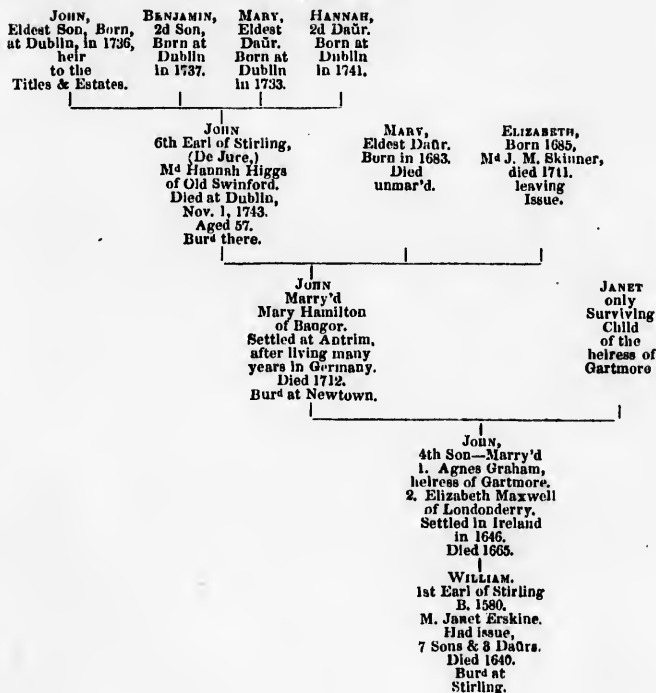 JOHN,
Eldest Son, Born,
at Dublin, in 1736,
heir
to the
Titles & Estates.
BENJAMIN,
2d Son,
Born at
Dublin
in 1737.
MARY,
Eldest
Daũr.
Born at
Dublin
in 1733.
HANNAH,
2d Daũr.
Born at
Dublin
in 1741.
JOHN
6th Earl of Stirling,
(De Jure,)
Mᵈ Hannah Higgs
of Old Swinford.
Died at Dublin,
Nov. 1, 1743.
Aged 57.
Burᵈ there.
MARY,
Eldest Daũr.
Burn in 1683.
Died
unmar'd.
ELIZABETH,
Born 1685,
Mᵈ J. M. Skinner,
died 1711.
leaving
Issue.
JOHN
Marry'd
Mary Hamilton
of Bangor.
Settled at Antrim,
after living many
years in Germany.
Died 1712.
Burᵈ at Newtown.
JANET
only
Surviving
Child
of the
heiress of
Gartmore
JOHN,
4th Son—Marry'd
1. Agnes Graham,
heiress of Gartmore.
2. Elizabeth Maxwell
of Londonderry.
Settled in Ireland
in 1646.
Died 1665.
WILLIAM.
1st Earl of Stirling
B. 1580.
M. Janet Erskine.
Had issue,
7 Sons & 3 Daũrs.
Died 1640.
Burᵈ at
Stirling.